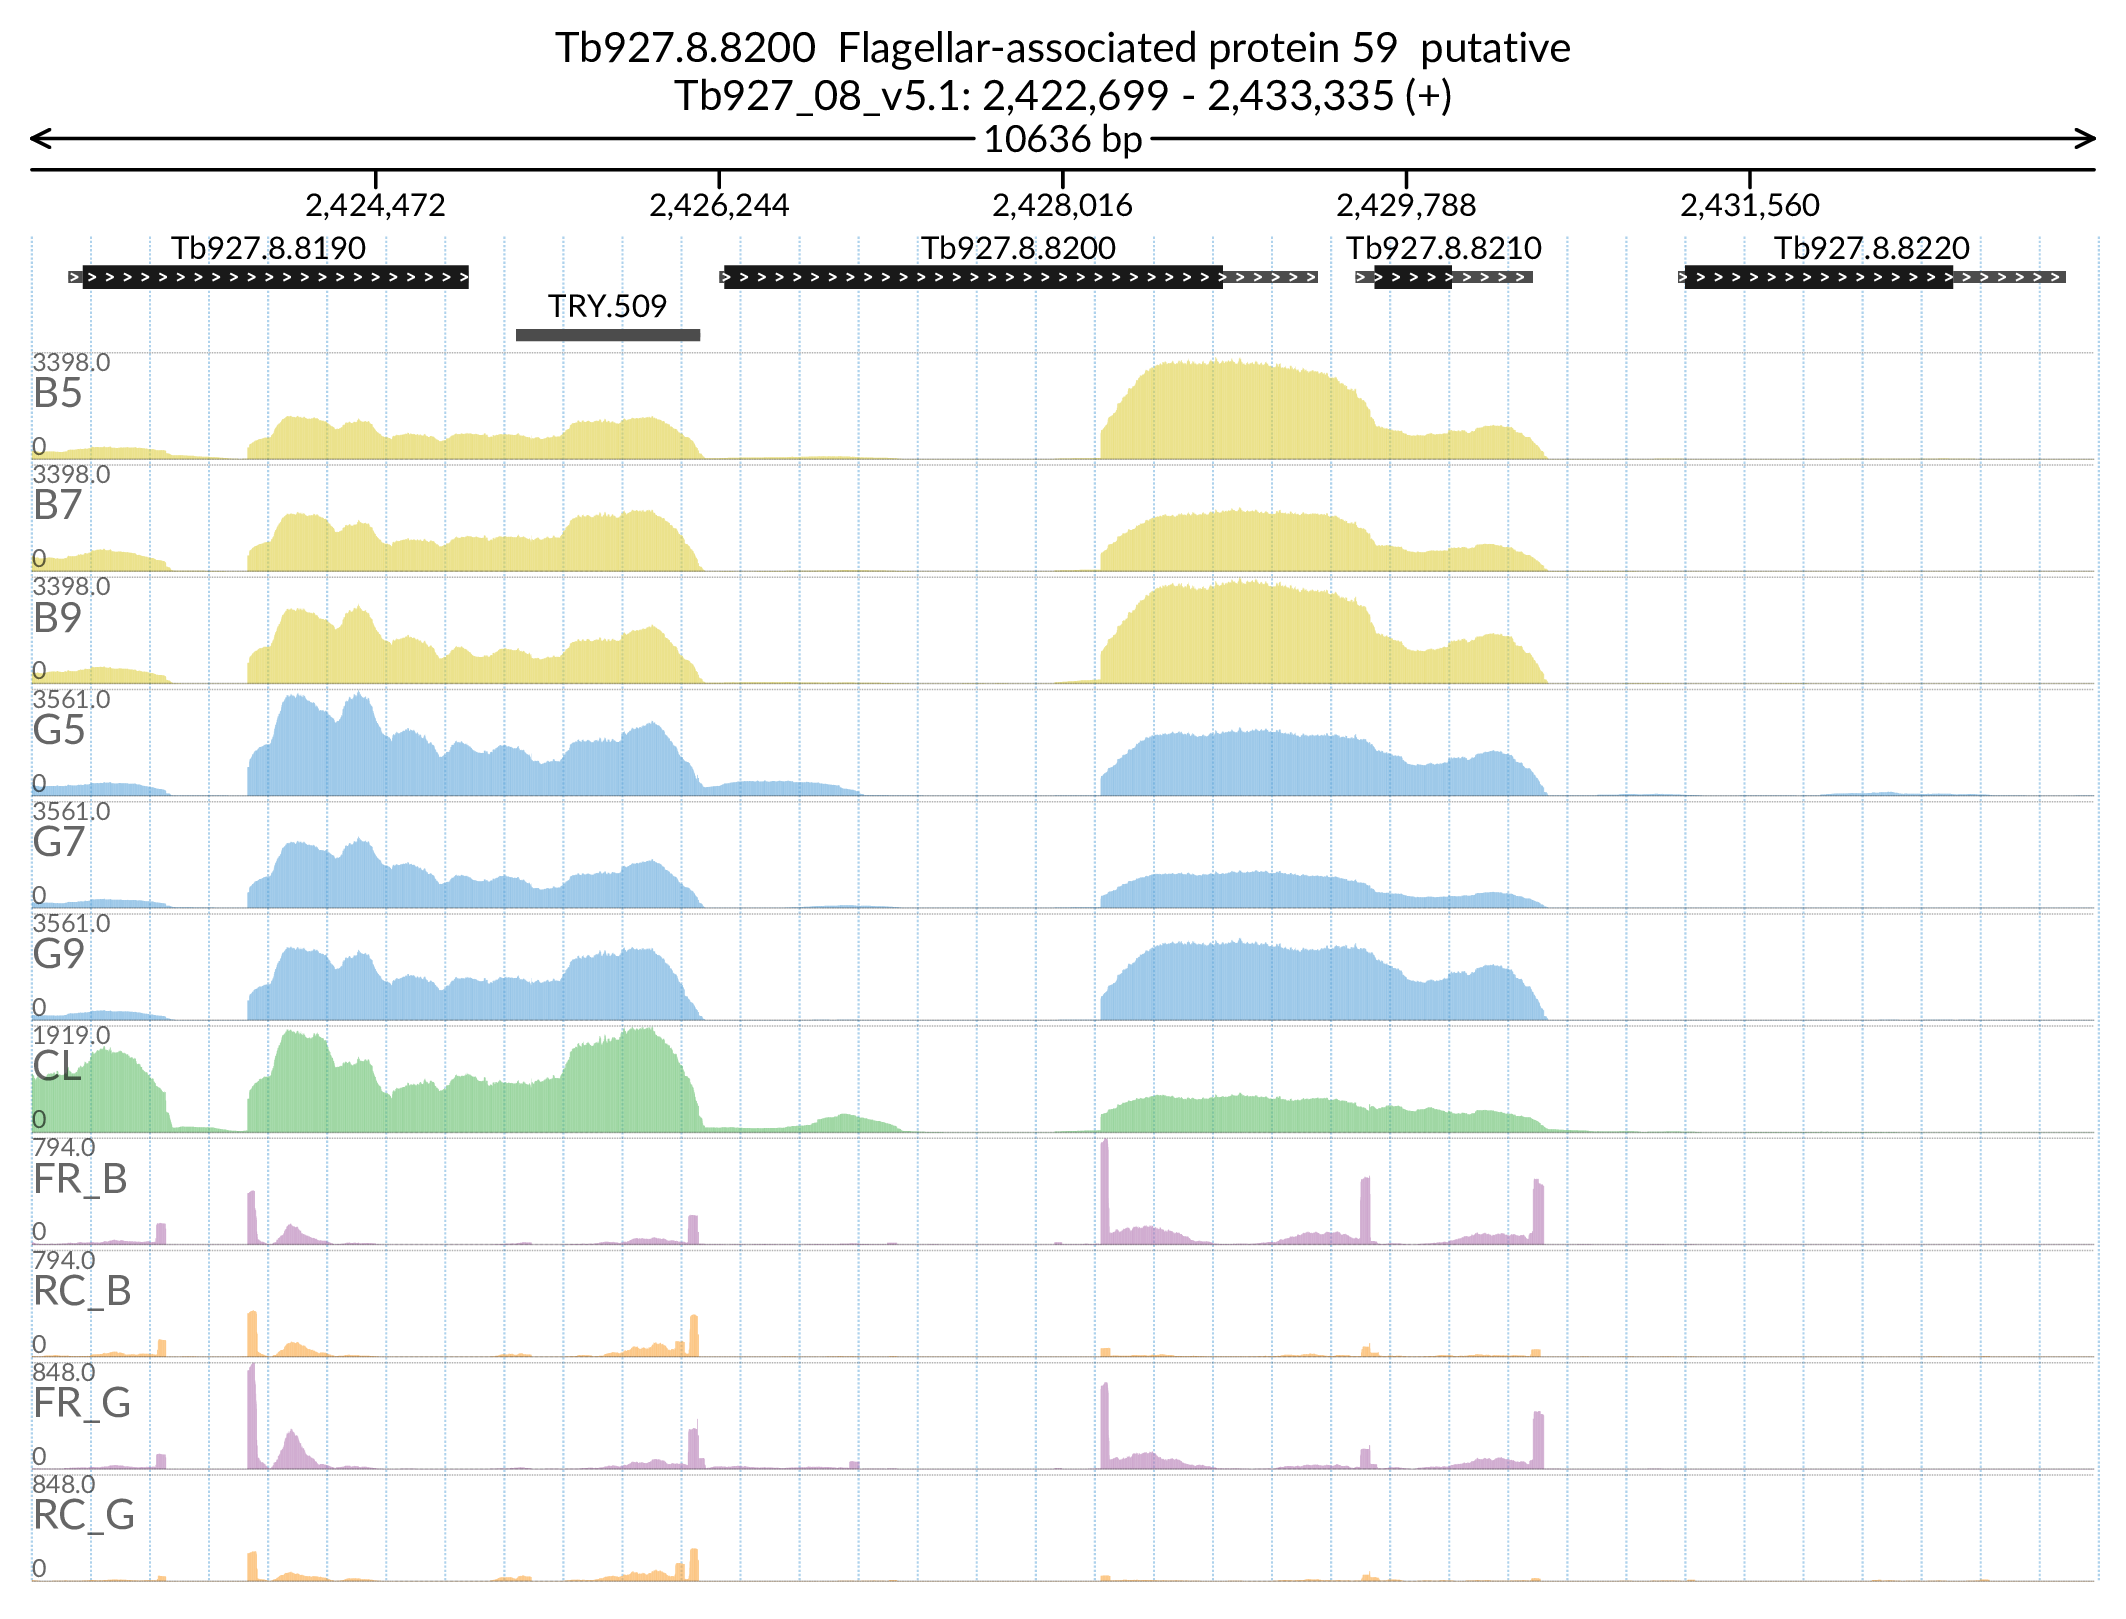 Tb927.8.8200 Flagellar-associated protein 59 putative
Tb927_08_v5.1: 2,422,699 - 2,433,335 (+)
10636 bp
2,424,472 2,426,244 2,428,016 2,429,788 2,431,560
Tb927.8.8190 Tb927.8.8200 Tb927.8.8210 Tb927.8.8220
TRY.509
3398.0
B5
0
3398.0
B7
0
3398.0
B9
0
3561.0
G5
0
3561.0
G7
0
3561.0
G9
0
1919.0
CL
0
794.0
FR_B
0
794.0
RC_B
0
848.0
FR_G
0
848.0
RC_G
0